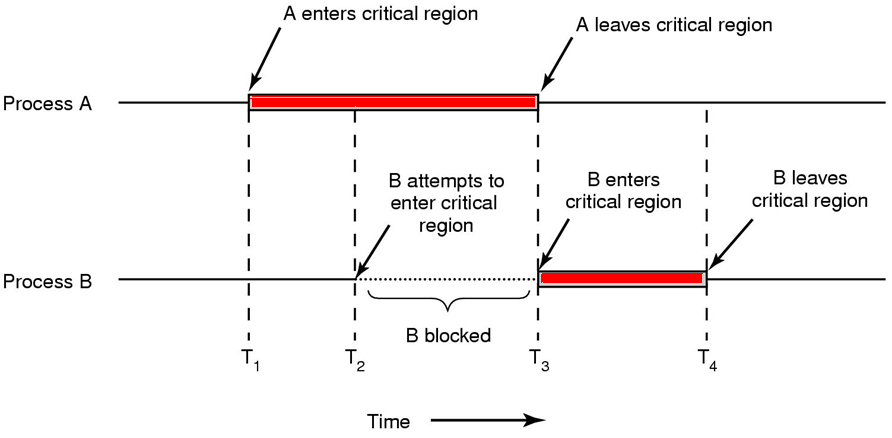 A enters critical region
A leaves critical region
Process A
B attempts to
enter critical
region
B enters
critical region
B leaves
critical region
Process B
B blocked
T1
T2
T3
T4
Time